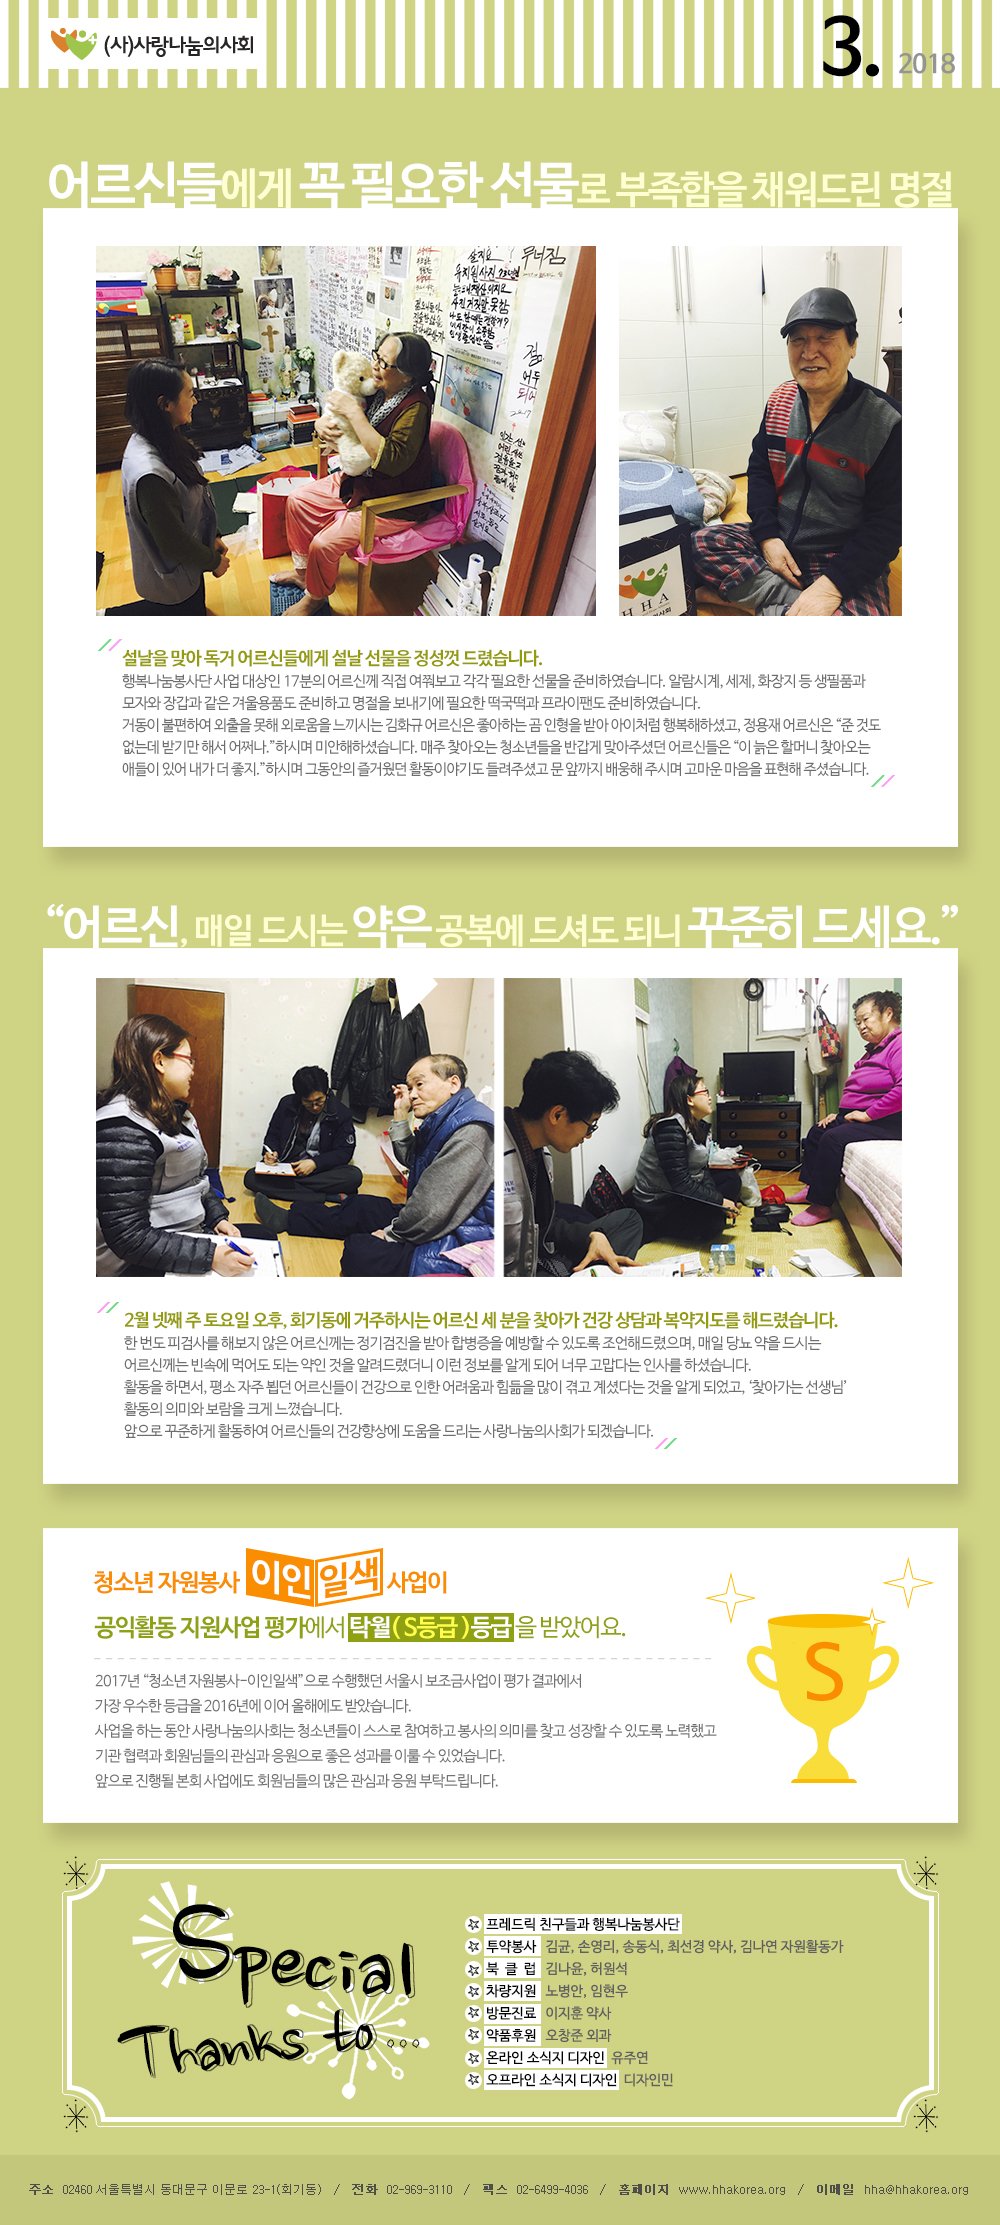 (사)사랑나눔의사회
3. 2018
어르신들에게 꼭 필요한 선물로 부족함을 채워드린 명절
무너짐
HHA
설날을 맞아 독거 어르신들에게 설날 선물을 정성껏 드렸습니다.
행복나눔봉사단 사업 대상인 17분의 어르신께 직접 여쭤보고 각각 필요한 선물을 준비하였습니다. 알람시계, 세제, 화장지 등 생필품과
모자와 장갑과 같은 겨울용품도 준비하고 명절을 보내기에 필요한 떡국떡과 프라이팬도 준비하였습니다.
거동이 불편하여 외출을 못해 외로움을 느끼시는 김화규 어르신은 좋아하는 곰 인형을 받아 아이처럼 행복해하셨고, 정용재 어르신은 “준 것도
없는데 받기만 해서 어쩌나.”하시며 미안해하셨습니다. 매주 찾아오는 청소년들을 반갑게 맞아주셨던 어르신들은 “이 늙은 할머니 찾아오는
애들이 있어 내가 더 좋지.”하시며 그동안의 즐거웠던 활동이야기도 들려주셨고 문 앞까지 배웅해 주시며 고마운 마음을 표현해 주셨습니다.
“어르신, 매일 드시는 약은 공복에 드셔도 되니 꾸준히 드세요.”
2월 넷째 주 토요일 오후, 회기동에 거주하시는 어르신 세 분을 찾아가 건강 상담과 복약지도를 해드렸습니다.
한 번도 피검사를 해보지 않은 어르신께는 정기검진을 받아 합병증을 예방할 수 있도록 조언해드렸으며, 매일 당뇨 약을 드시는
어르신께는 빈속에 먹어도 되는 약인 것을 알려드렸더니 이런 정보를 알게 되어 너무 고맙다는 인사를 하셨습니다.
활동을 하면서, 평소 자주 뵙던 어르신들이 건강으로 인한 어려움과 힘듦을 많이 겪고 계셨다는 것을 알게 되었고, ‘찾아가는 선생님’
활동의 의미와 보람을 크게 느꼈습니다.
앞으로 꾸준하게 활동하여 어르신들의 건강향상에 도움을 드리는 사랑나눔의사회가 되겠습니다.
청소년 자원봉사 이인일색 사업이
공익활동 지원사업 평가에서 탁월( S등급 )등급을 받았어요.
S
2017년 “청소년 자원봉사-이인일색”으로 수행했던 서울시 보조금사업이 평가 결과에서
가장 우수한 등급을 2016년에 이어 올해에도 받았습니다.
사업을 하는 동안 사랑나눔의사회는 청소년들이 스스로 참여하고 봉사의 의미를 찾고 성장할 수 있도록 노력했고
기관 협력과 회원님들의 관심과 응원으로 좋은 성과를 이룰 수 있었습니다.
앞으로 진행될 본회 사업에도 회원님들의 많은 관심과 응원 부탁드립니다.
Special
Thanks to...
프레드릭 친구들과 행복나눔봉사단
투약봉사 김균, 손영리, 송동식, 최선경 약사, 김나연 자원활동가
북 클 럽 김나윤, 허원석
차량지원 노병안, 임현우
방문진료 이지훈 약사
약품후원 오창준 외과
온라인 소식지 디자인 유주연
오프라인 소식지 디자인 디자인민
주소 02460 서울특별시 동대문구 이문로 23-1(회기동) / 전화 02-969-3110 / 팩스 02-6499-4036 / 홈페이지 www.hhakorea.org / 이메일 hha@hhakorea.org